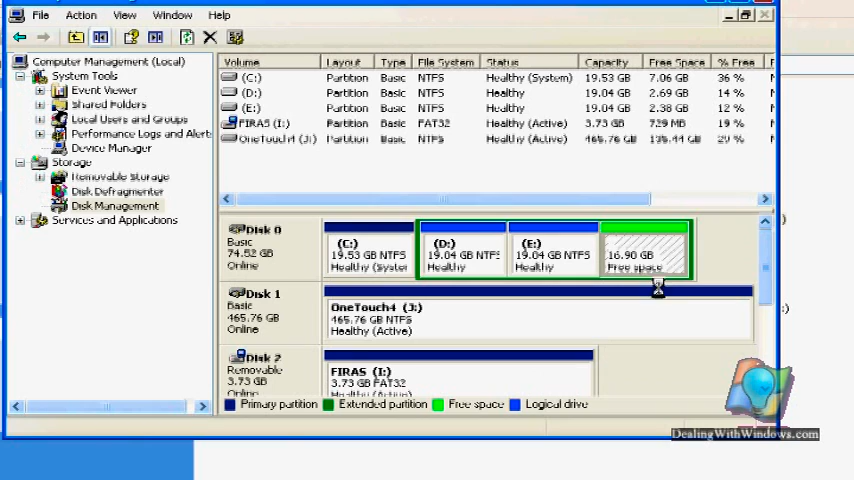 File Action View Window Help
Computer Management (Local)
System Tools
Event Viewer
Shared Folders
Local Users and Groups
Performance Logs and Alert
Device Manager
Storage
Removable Storage
Disk Defragmenter
Disk Management
Services and Applications
Volume Layout Type File System Status Capacity Free Space % Free
(C:) Partition Basic NTFS Healthy (System) 19.53 GB 7.06 GB 36 %
(D:) Partition Basic NTFS Healthy 19.04 GB 2.69 GB 14 %
(E:) Partition Basic NTFS Healthy 19.04 GB 2.38 GB 12 %
FIRAS (I:) Partition Basic FAT32 Healthy (Active) 3.73 GB 729 MB 19 %
OneTouch4 (J:) Partition Basic NTFS Healthy (Active) 465.76 GB
Disk 0
Basic
74.52 GB
Online
(C:)
19.53 GB NTFS
Healthy (Syster
(D:)
19.04 GB NTFS
Healthy
(E:)
19.04 GB NTFS
Healthy
16.90 GB
Free space
Disk 1
Basic
465.76 GB
Online
OneTouch4 (J:)
465.76 GB NTFS
Healthy (Active)
Disk 2
Removable
3.73 GB
Online
FIRAS (I:)
3.73 GB FAT32
Healthy (Active)
Primary partition Extended partition Free space Logical drive
DealingWithWindows.com